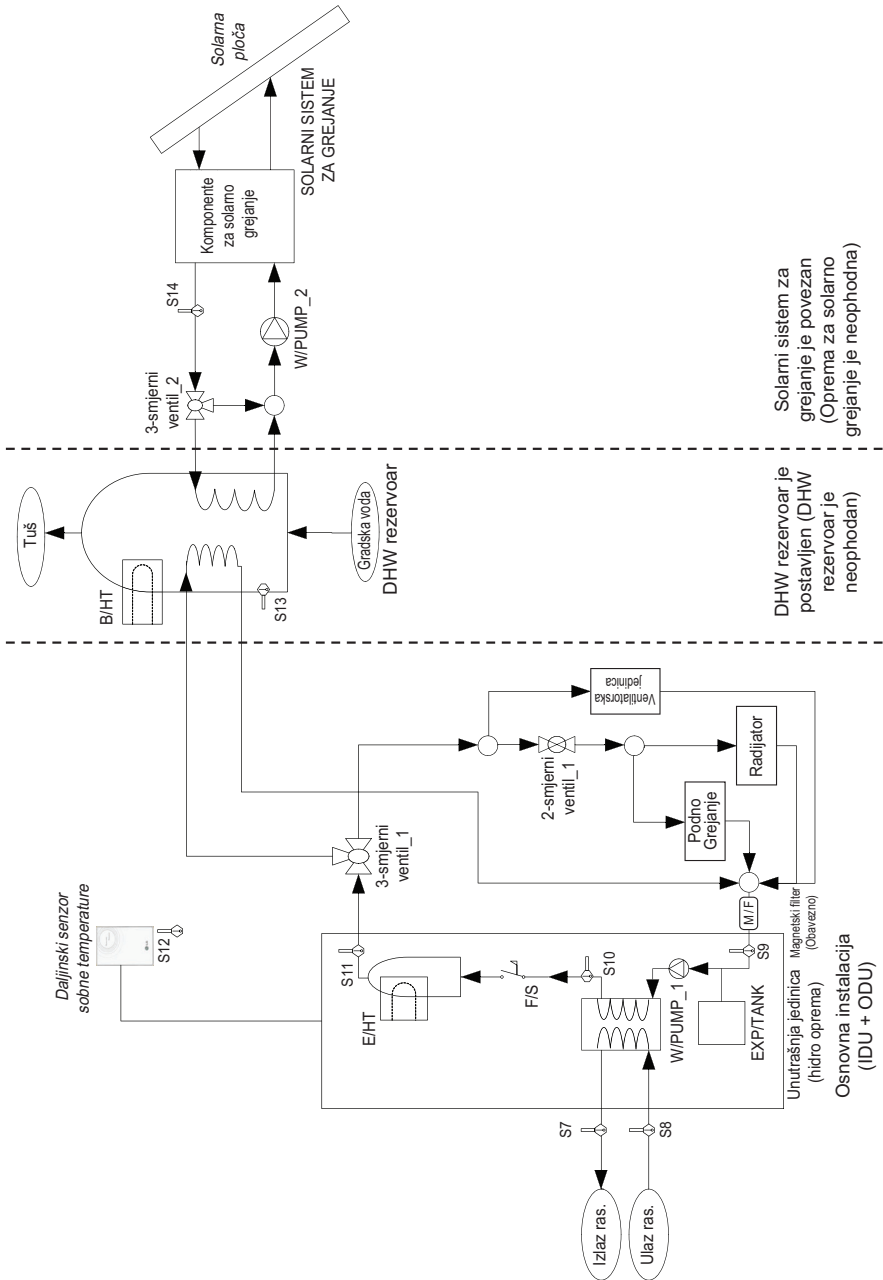 Daljinski senzor
sobne temperature
S12
Izlaz ras.
Ulaz ras.
S7
S8
E/HT
S11
F/S
S10
W/PUMP_1
EXP/TANK
S9
M / F
Magnetski filter
(Obavezno)
Unutrašnja jedinica
(hidro oprema)
Osnovna instalacija
(IDU + ODU)
3-smjerni
ventil_1
2-smjerni
ventil_1
Ventilatorska
jedinica
Podno
Grejanje
Radijator
Tuš
B/HT
S13
Gradska voda
DHW rezervoar
DHW rezervoar je
postavljen (DHW
rezervoar je
neophodan)
3-smjerni
ventil_2
S14
W/PUMP_2
Komponente
za solarno
grejanje
Solarna
ploča
SOLARNI SISTEM
ZA GREJANJE
Solarni sistem za
grejanje je povezan
(Oprema za solarno
grejanje je neophodna)